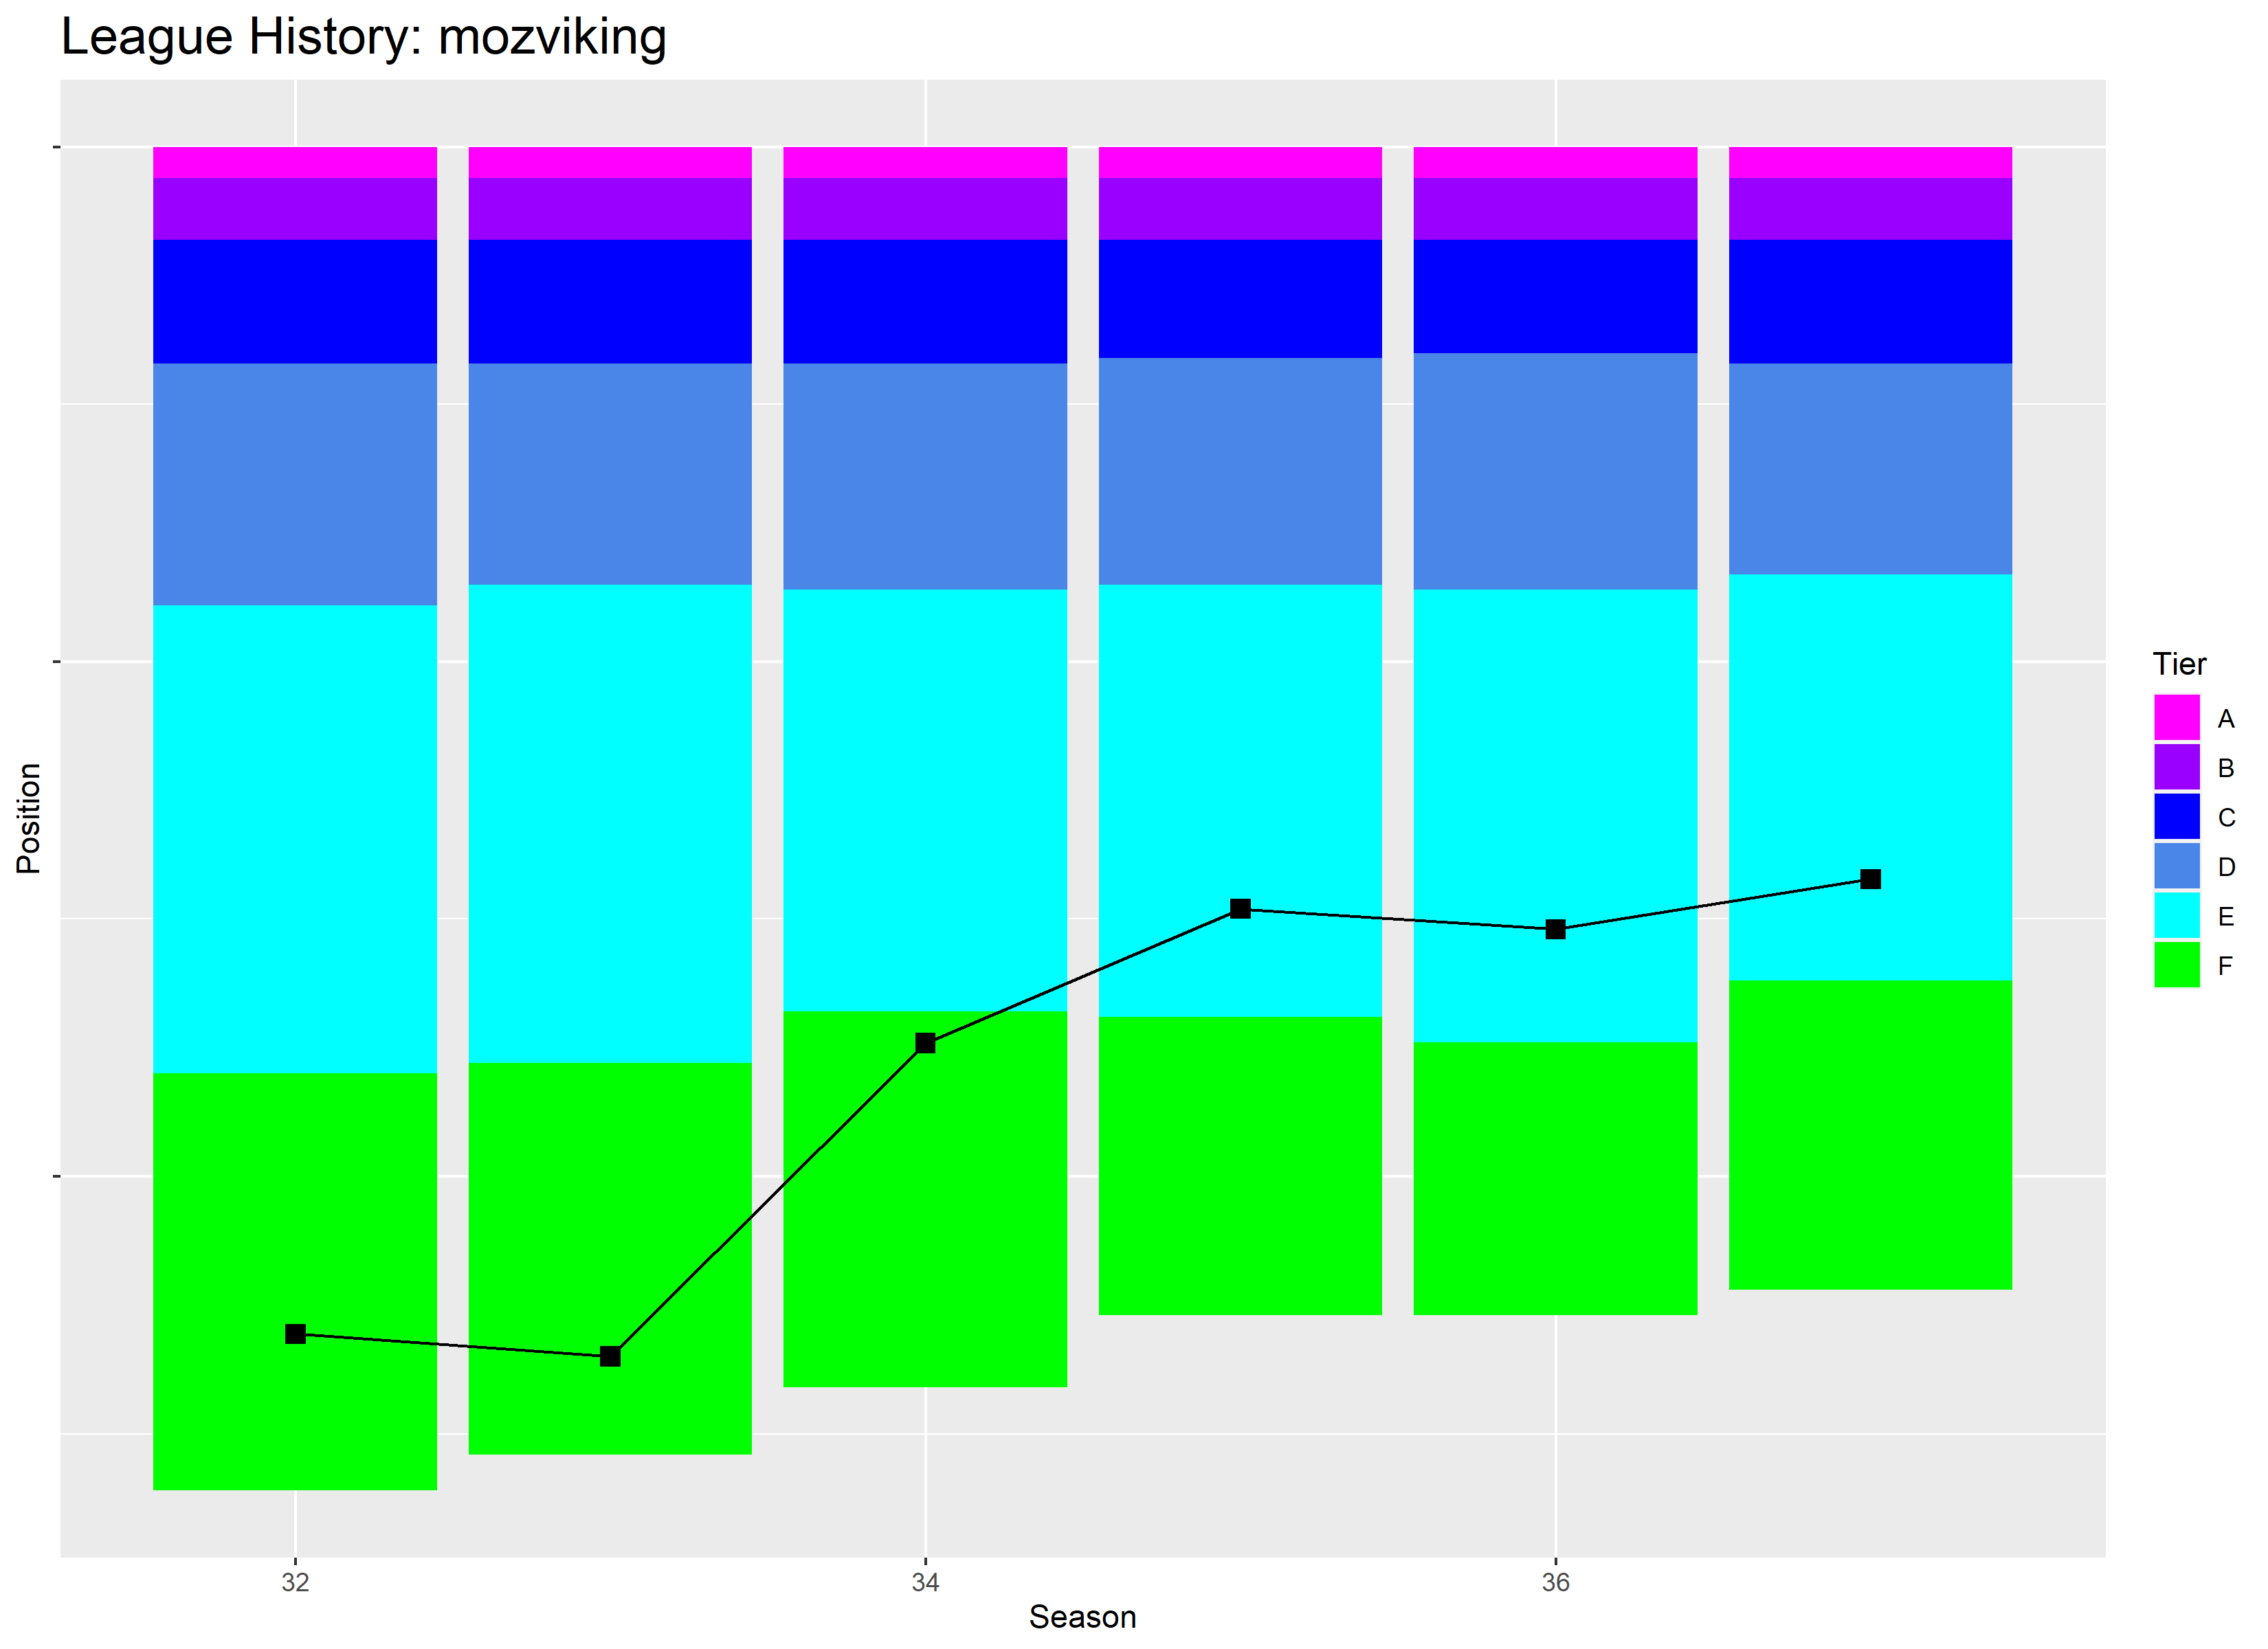 League History: mozviking
Position
Tier
A
B
C
D
E
F
32
34
36
Season